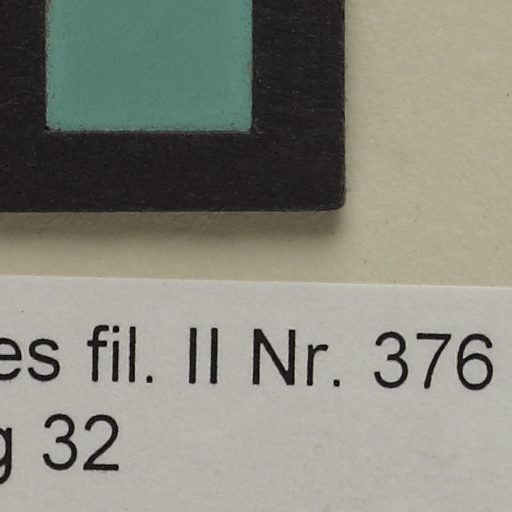 es fil. II Nr. 376
g 32